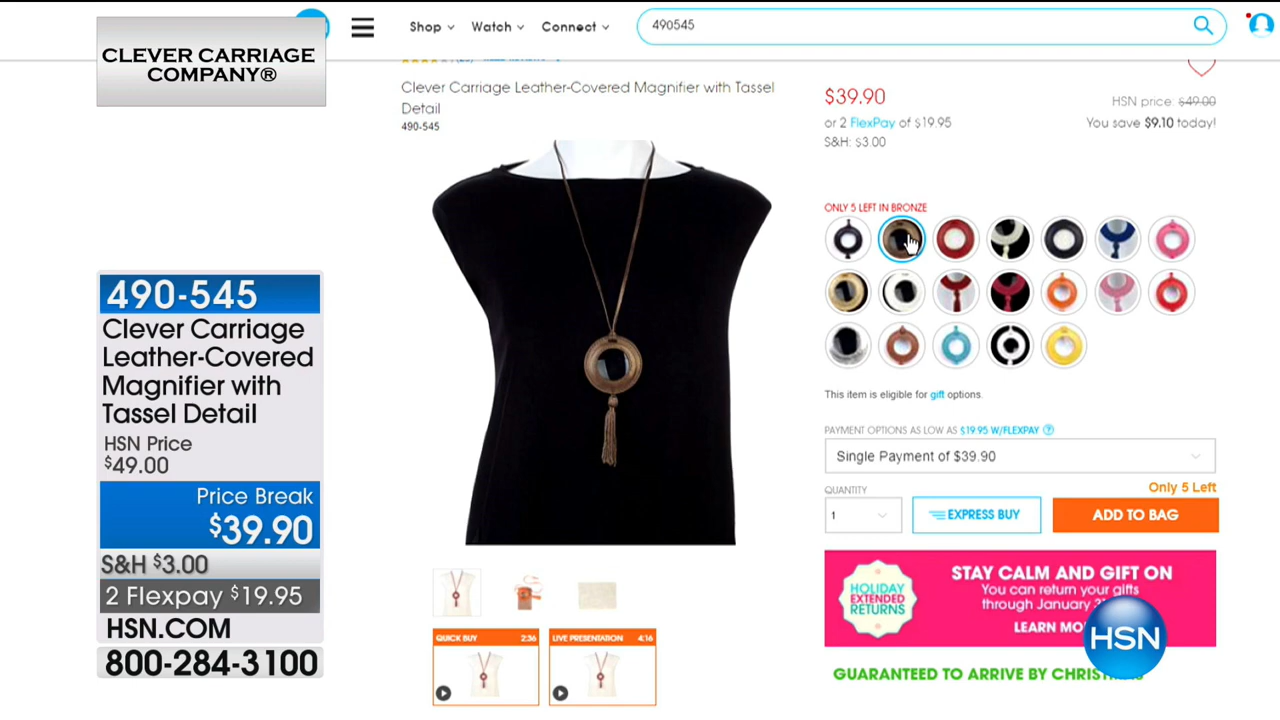 CLEVER CARRIAGE
COMPANY®
Shop
Watch
Connect
490545
Clever Carriage Leather-Covered Magnifier with Tassel
Detail
490-545
$39.90
HSN price: $49.00
or 2 FlexPay of $19.95
You save $9.10 today!
S&H: $3.00
ONLY 5 LEFT IN BRONZE
490-545
Clever Carriage
Leather-Covered
Magnifier with
Tassel Detail
HSN Price
$49.00
Price Break
$39.90
S&H $3.00
2 Flexpay $19.95
HSN.COM
800-284-3100
This item is eligible for gift options.
PAYMENT OPTIONS AS LOW AS $19.95 W/FLEXPAY ?
Single Payment of $39.90
QUANTITY
Only 5 Left
1
EXPRESS BUY
ADD TO BAG
HOLIDAY
EXTENDED
RETURNS
STAY CALM AND GIFT ON
You can return your gifts
through January
LEARN
HSN
GUARANTEED TO ARRIVE BY
QUICK BUY 2:36
LIVE PRESENTATION 4:16